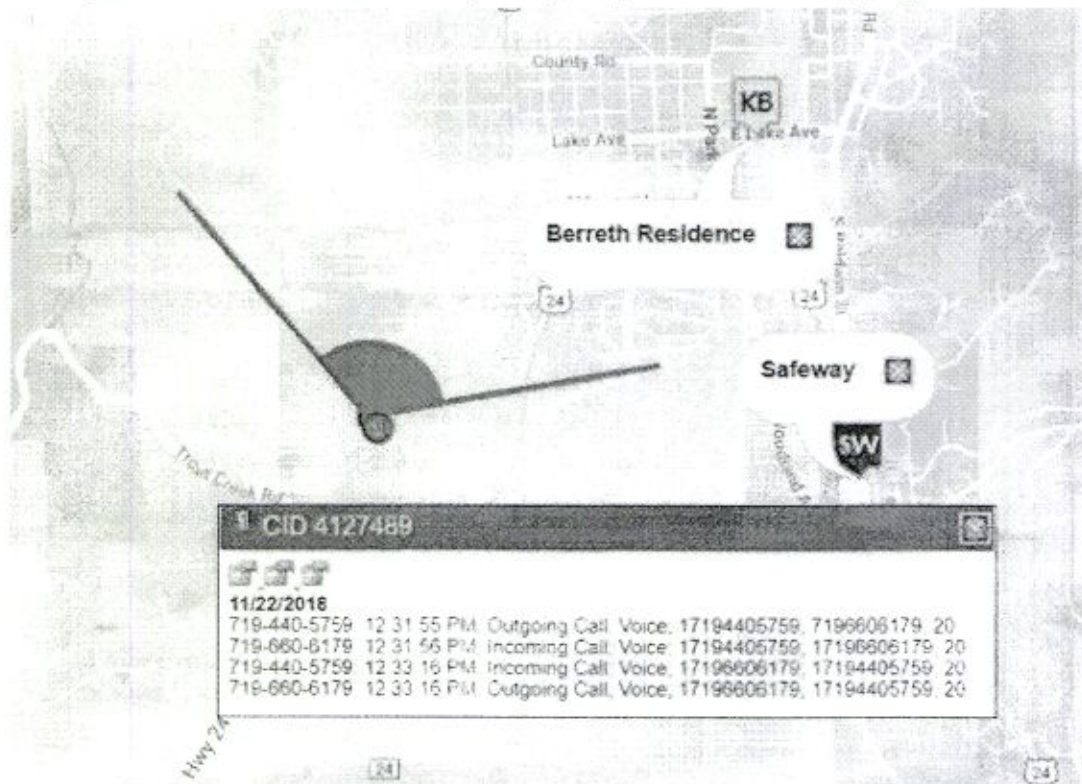 County Rd
KB
N Park
Lake Ave
E Lake Ave
Rd
Berreth Residence
24
24
Safeway
SW
Trout Creek Rd
CID 4127489
11/22/2018
719-440-5759 12 31 55 PM, Outgoing Call, Voice, 17194405759, 7196606179, 20
719-660-6179 12 31 56 PM, Incoming Call, Voice, 17194405759, 17196606179, 20
719-440-5759 12 33 16 PM, Incoming Call, Voice, 17196606179, 17194405759, 20
719-660-6179 12 33 16 PM, Outgoing Call, Voice, 17196606179, 17194405759, 20
Hwy 24
24
24